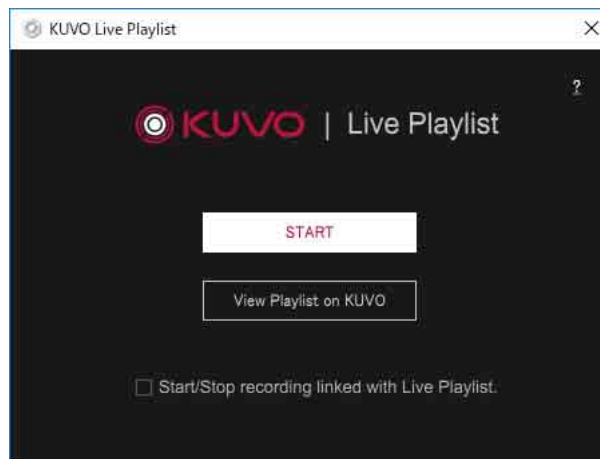 KUVO Live Playlist
?
KUVO | Live Playlist
START
View Playlist on KUVO
Start/Stop recording linked with Live Playlist.